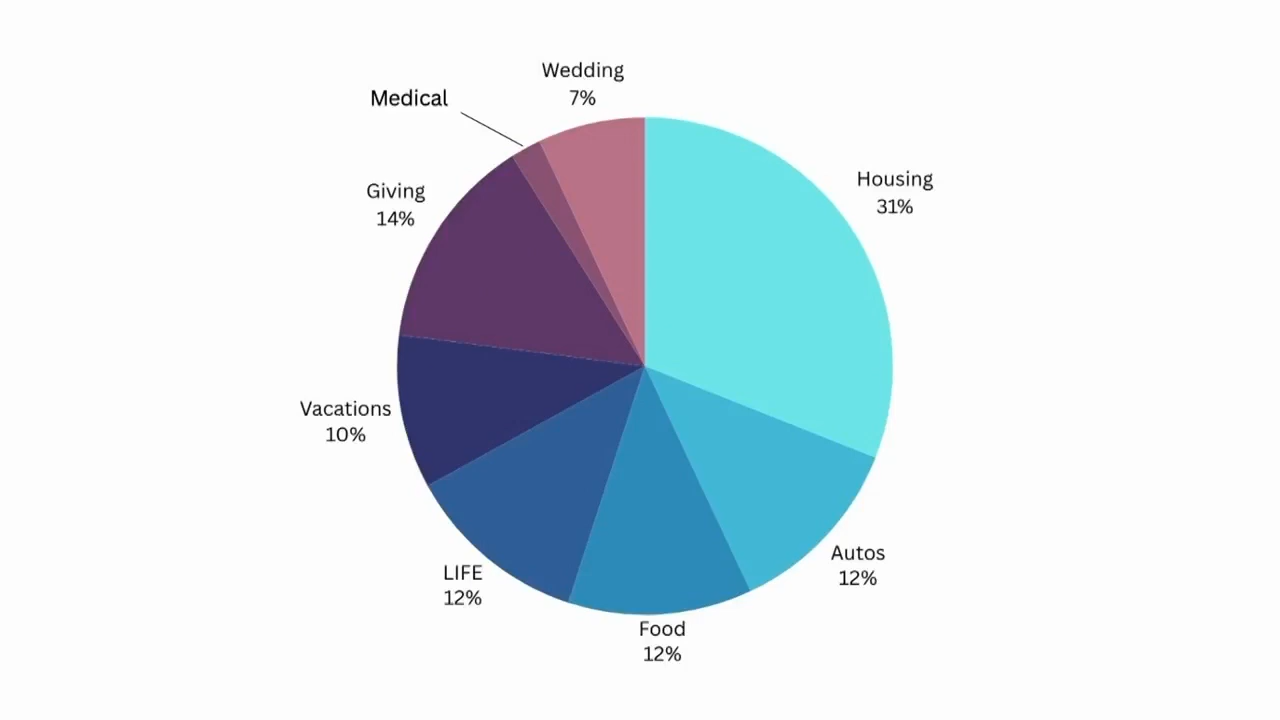 Wedding
7%
Medical
Housing
31%
Giving
14%
Vacations
10%
Autos
12%
LIFE
12%
Food
12%